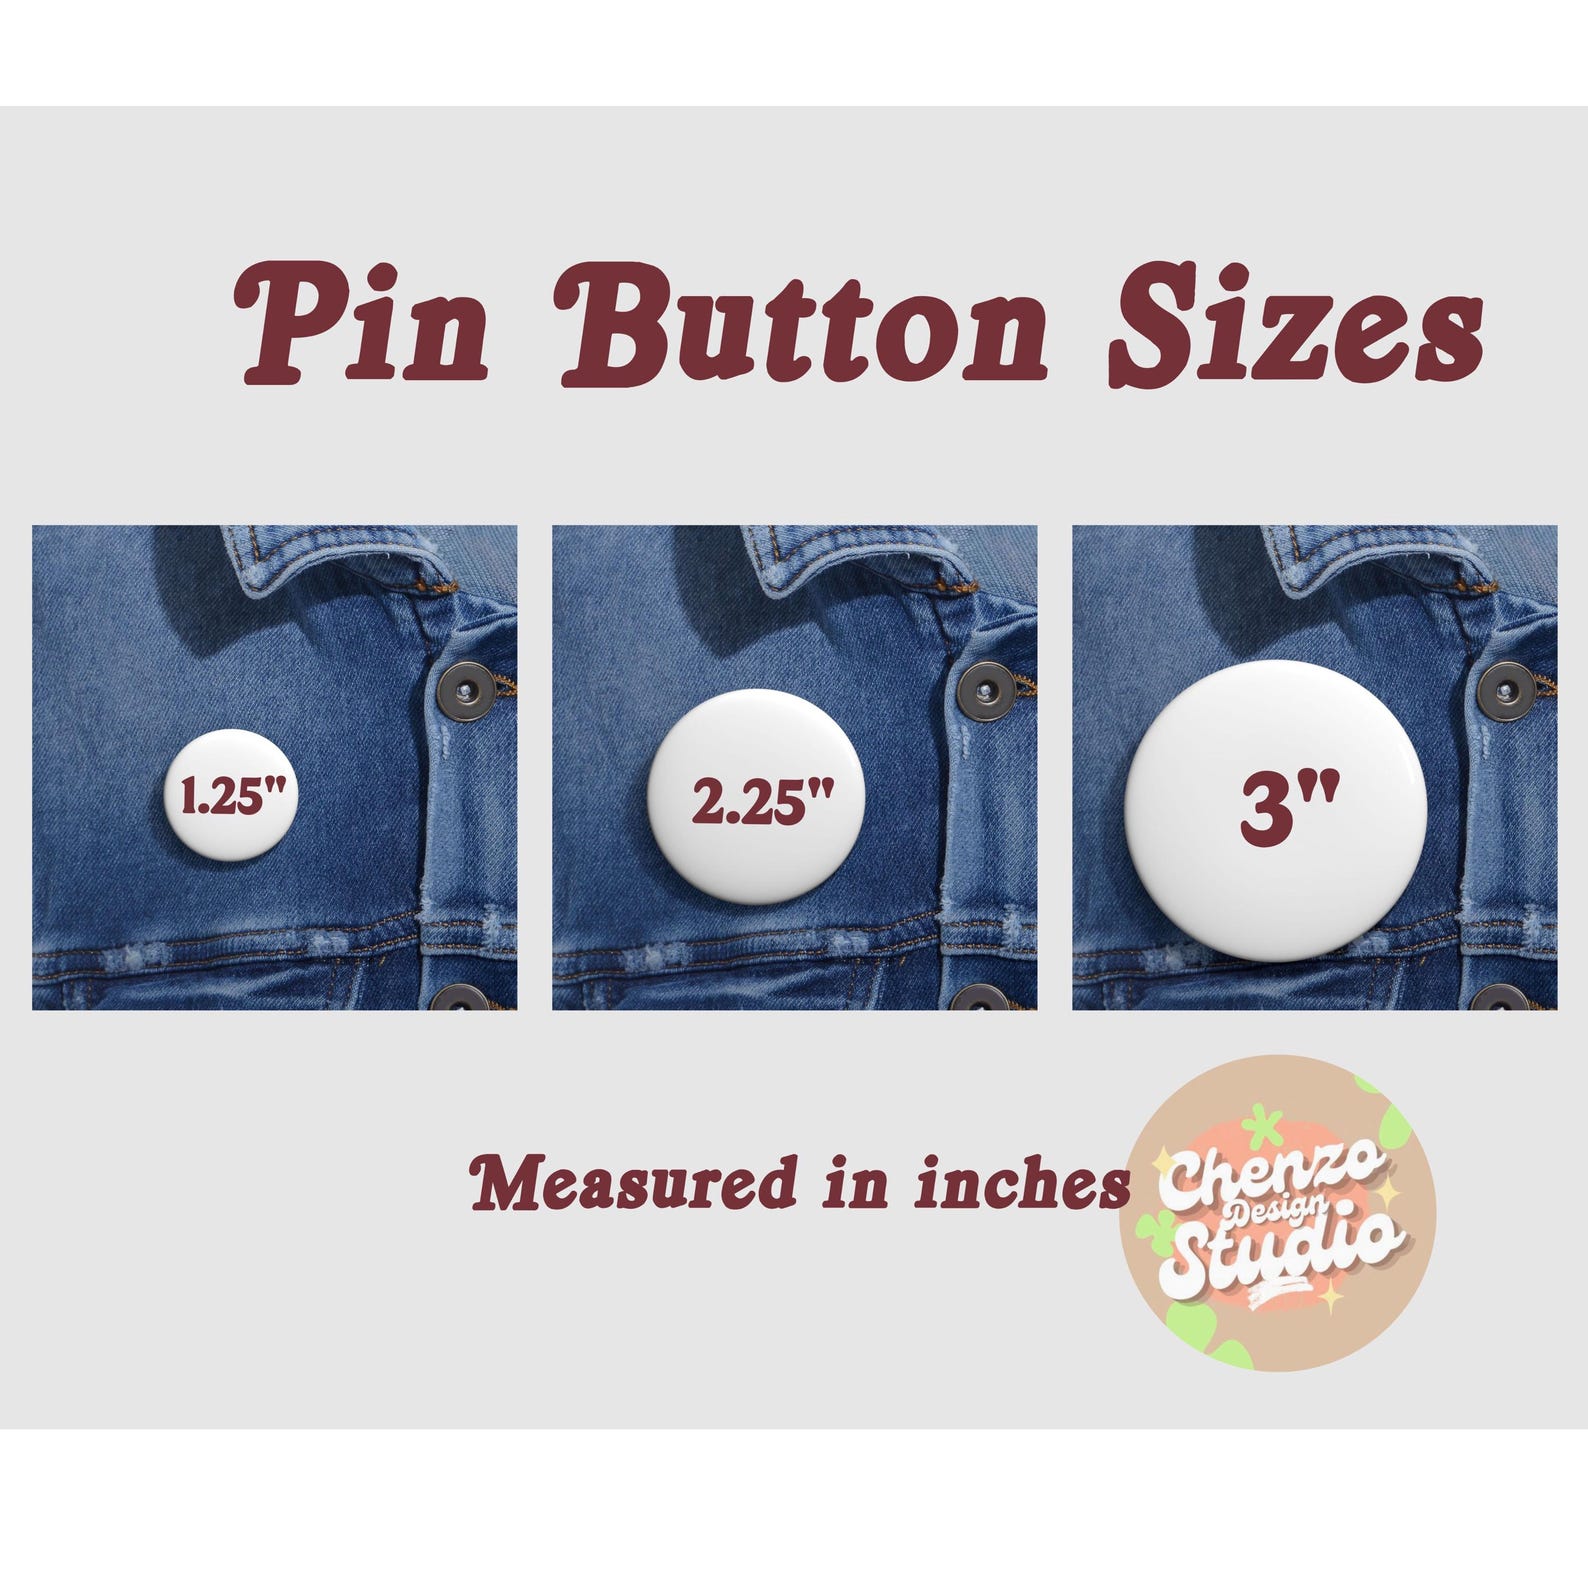 Pin Button Sizes
1.25"
2.25"
3"
Measured in inches
Chenzo
Design
Studio